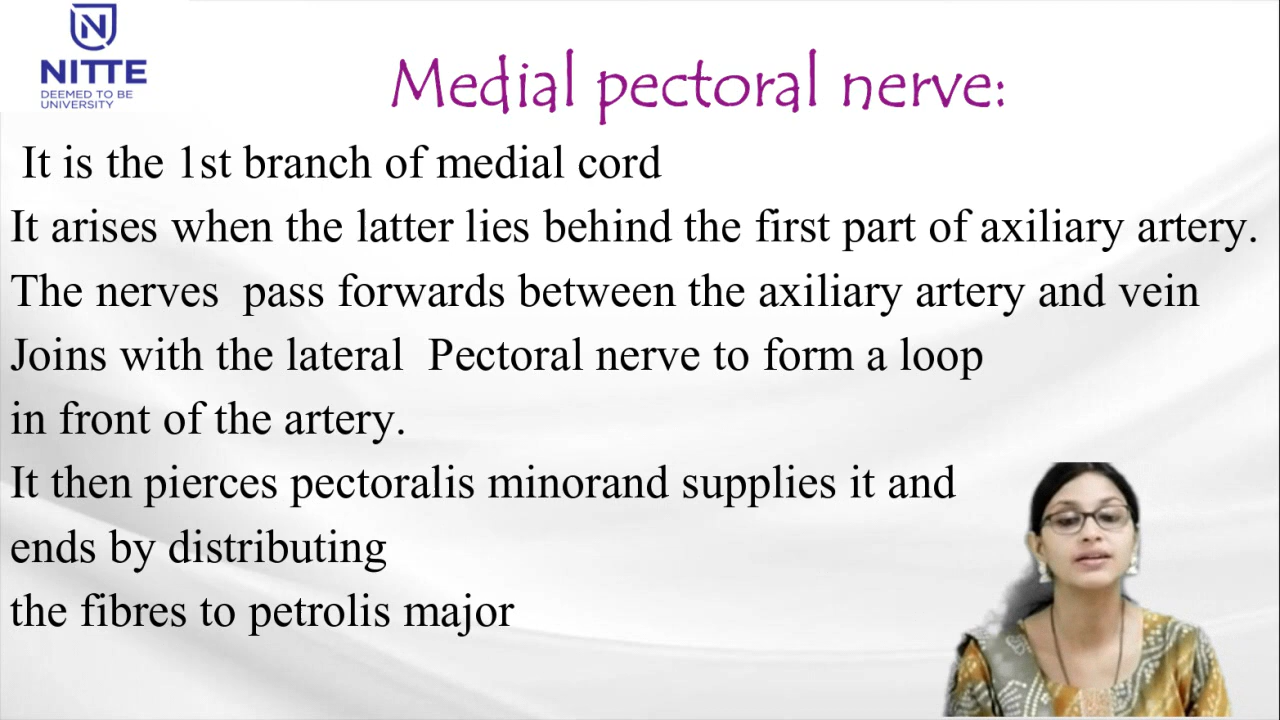 NITTE
DEEMED TO BE
UNIVERSITY
Medial pectoral nerve:
It is the 1st branch of medial cord
It arises when the latter lies behind the first part of axiliary artery.
The nerves pass forwards between the axiliary artery and vein
Joins with the lateral Pectoral nerve to form a loop
in front of the artery.
It then pierces pectoralis minorand supplies it and
ends by distributing
the fibres to petrolis major